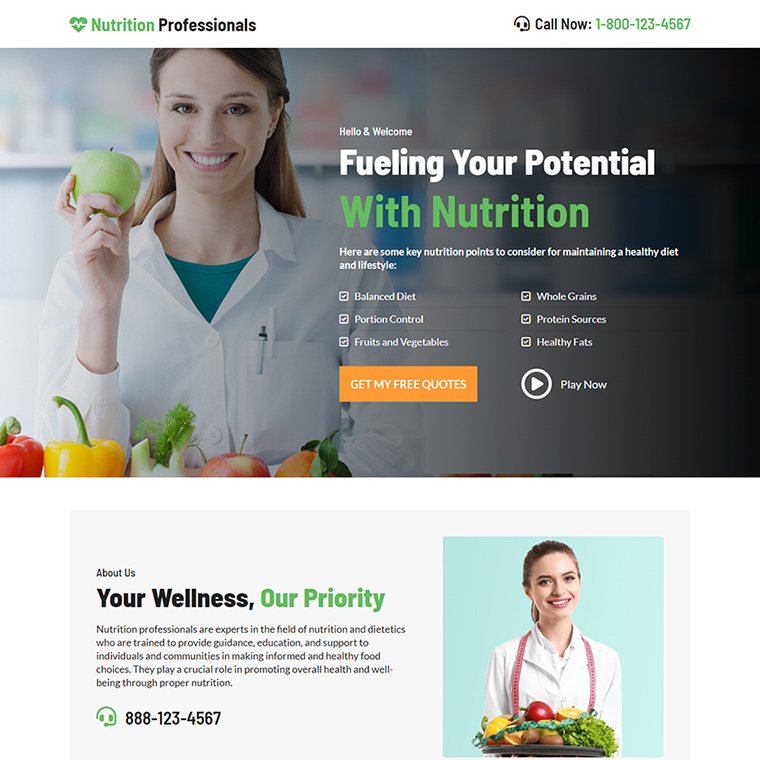 Nutrition Professionals
Call Now: 1-800-123-4567
Hello & Welcome
Fueling Your Potential
With Nutrition
Here are some key nutrition points to consider for maintaining a healthy diet
and lifestyle:
Balanced Diet
Whole Grains
Portion Control
Protein Sources
Fruits and Vegetables
Healthy Fats
GET MY FREE QUOTES
Play Now
About Us
Your Wellness, Our Priority
Nutrition professionals are experts in the field of nutrition and dietetics
who are trained to provide guidance, education, and support to
individuals and communities in making informed and healthy food
choices. They play a crucial role in promoting overall health and well-
being through proper nutrition.
888-123-4567